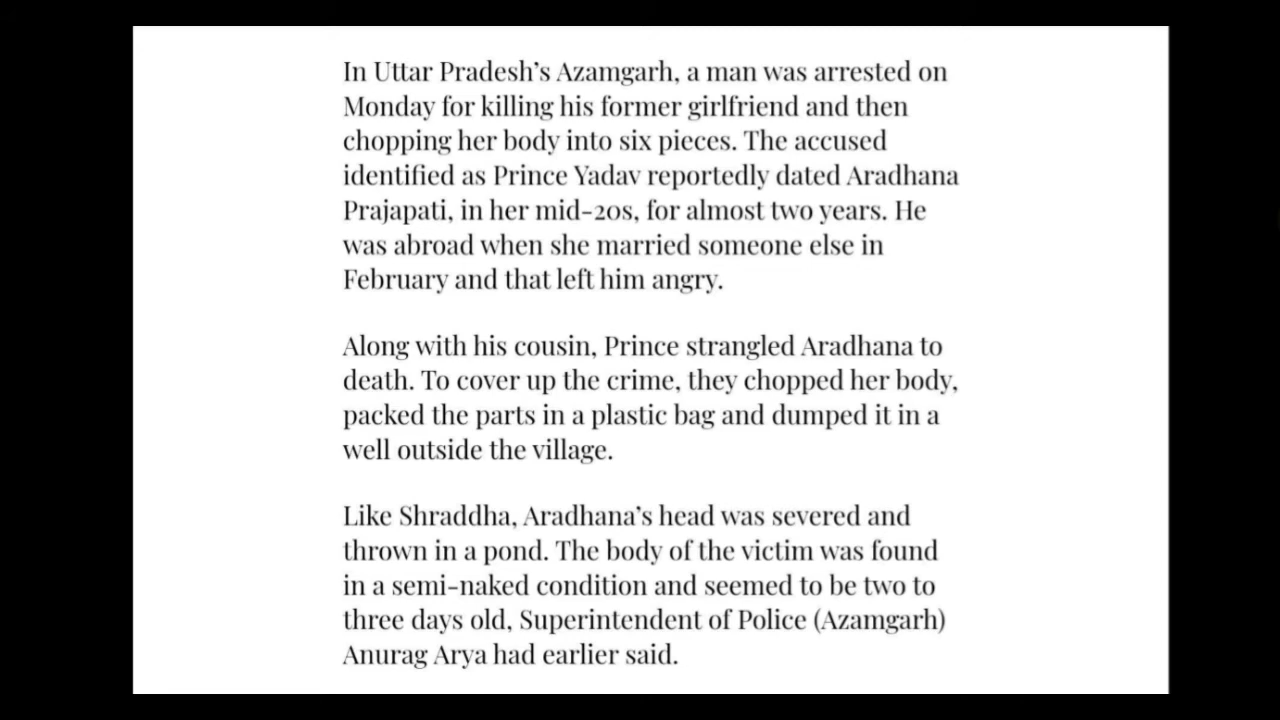 In Uttar Pradesh’s Azamgarh, a man was arrested on
Monday for killing his former girlfriend and then
chopping her body into six pieces. The accused
identified as Prince Yadav reportedly dated Aradhana
Prajapati, in her mid-20s, for almost two years. He
was abroad when she married someone else in
February and that left him angry.
Along with his cousin, Prince strangled Aradhana to
death. To cover up the crime, they chopped her body,
packed the parts in a plastic bag and dumped it in a
well outside the village.
Like Shraddha, Aradhana’s head was severed and
thrown in a pond. The body of the victim was found
in a semi-naked condition and seemed to be two to
three days old, Superintendent of Police (Azamgarh)
Anurag Arya had earlier said.